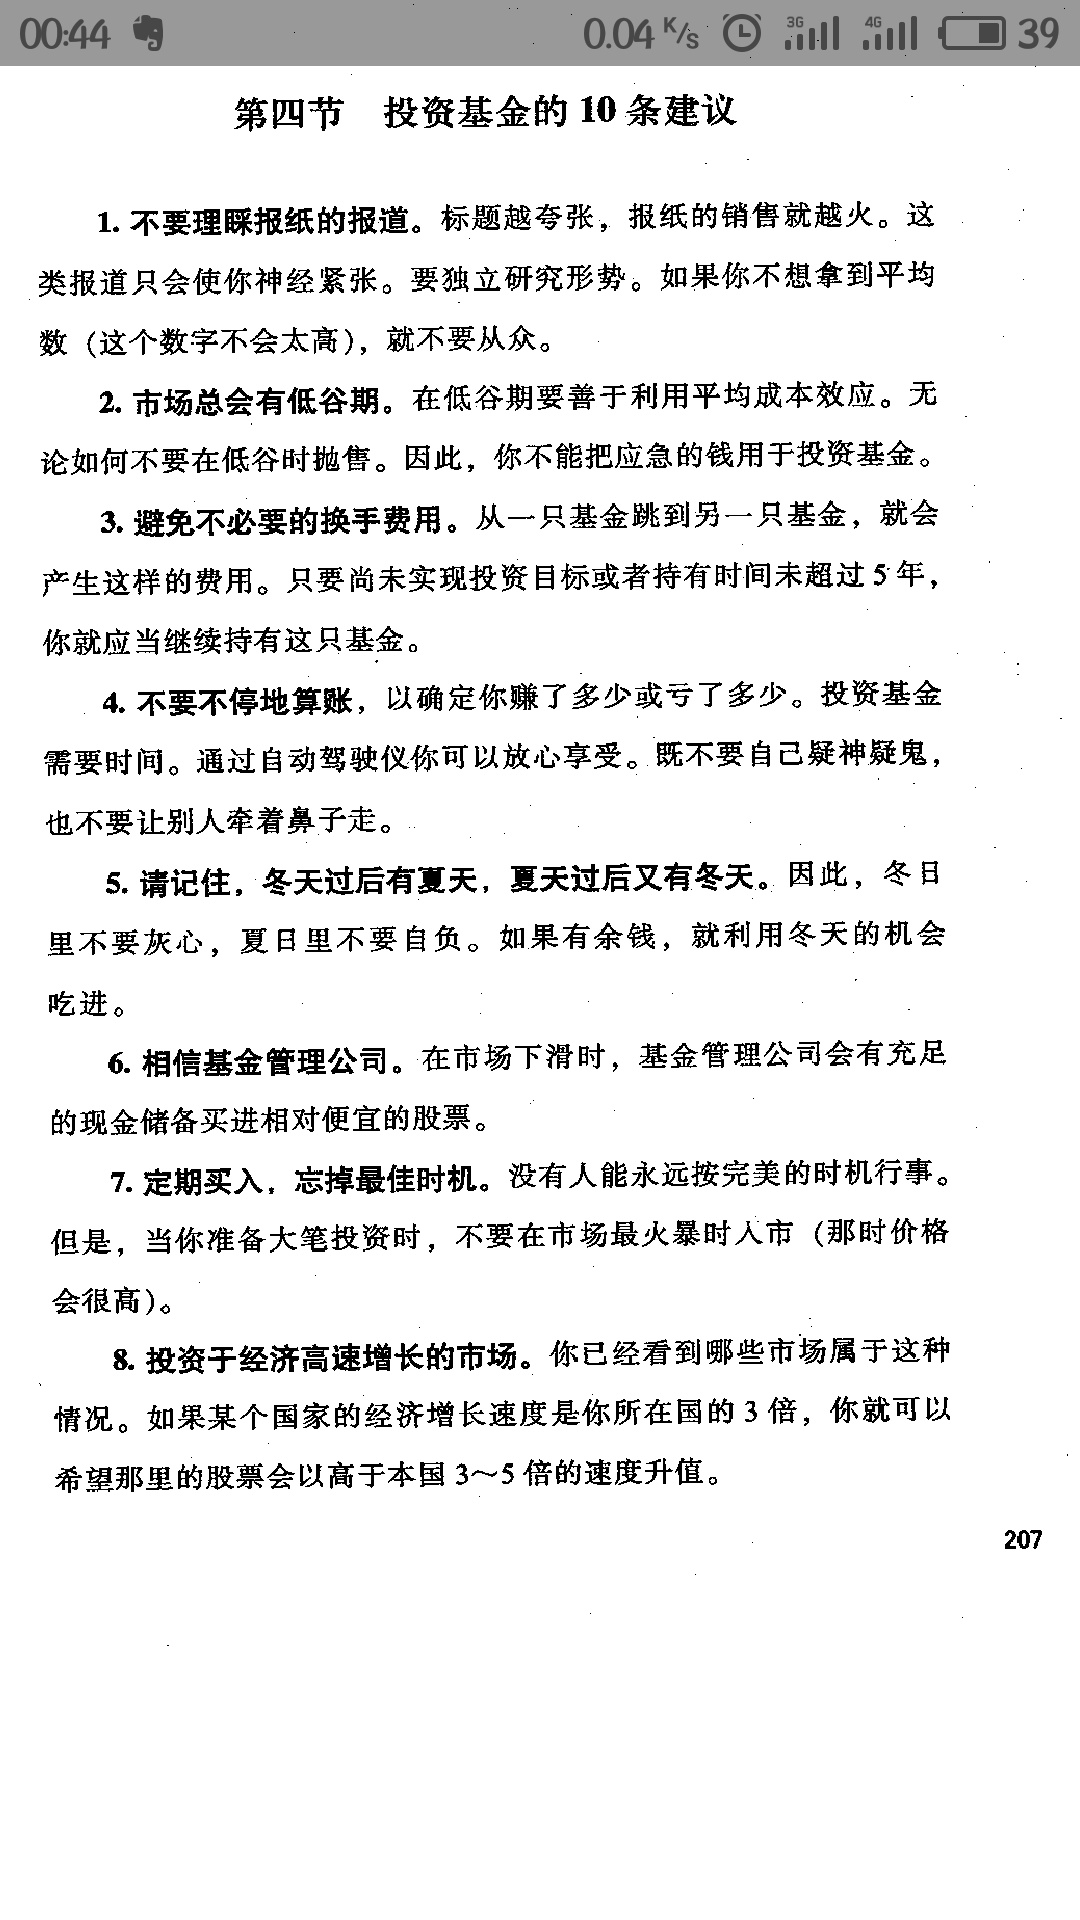 00:44 0.04 K/s 3G 4G 39
第四节 投资基金的10条建议
1. 不要理睬报纸的报道。标题越夸张，报纸的销售就越火。这
类报道只会使你神经紧张。要独立研究形势。如果你不想拿到平均
数（这个数字不会太高），就不要从众。
2. 市场总会有低谷期。在低谷期要善于利用平均成本效应。无
论如何不要在低谷时抛售。因此，你不能把应急的钱用于投资基金。
3. 避免不必要的换手费用。从一只基金跳到另一只基金，就会
产生这样的费用。只要尚未实现投资目标或者持有时间未超过5年，
你就应当继续持有这只基金。
4. 不要不停地算账，以确定你赚了多少或亏了多少。投资基金
需要时间。通过自动驾驶仪你可以放心享受。既不要自己疑神疑鬼，
也不要让别人牵着鼻子走。
5. 请记住，冬天过后有夏天，夏天过后又有冬天。因此，冬日
里不要灰心，夏日里不要自负。如果有余钱，就利用冬天的机会
吃进。
6. 相信基金管理公司。在市场下滑时，基金管理公司会有充足
的现金储备买进相对便宜的股票。
7. 定期买入，忘掉最佳时机。没有人能永远按完美的时机行事。
但是，当你准备大笔投资时，不要在市场最火暴时入市（那时价格
会很高）。
8. 投资于经济高速增长的市场。你已经看到哪些市场属于这种
情况。如果某个国家的经济增长速度是你所在国的3倍，你就可以
希望那里的股票会以高于本国3～5倍的速度升值。
207